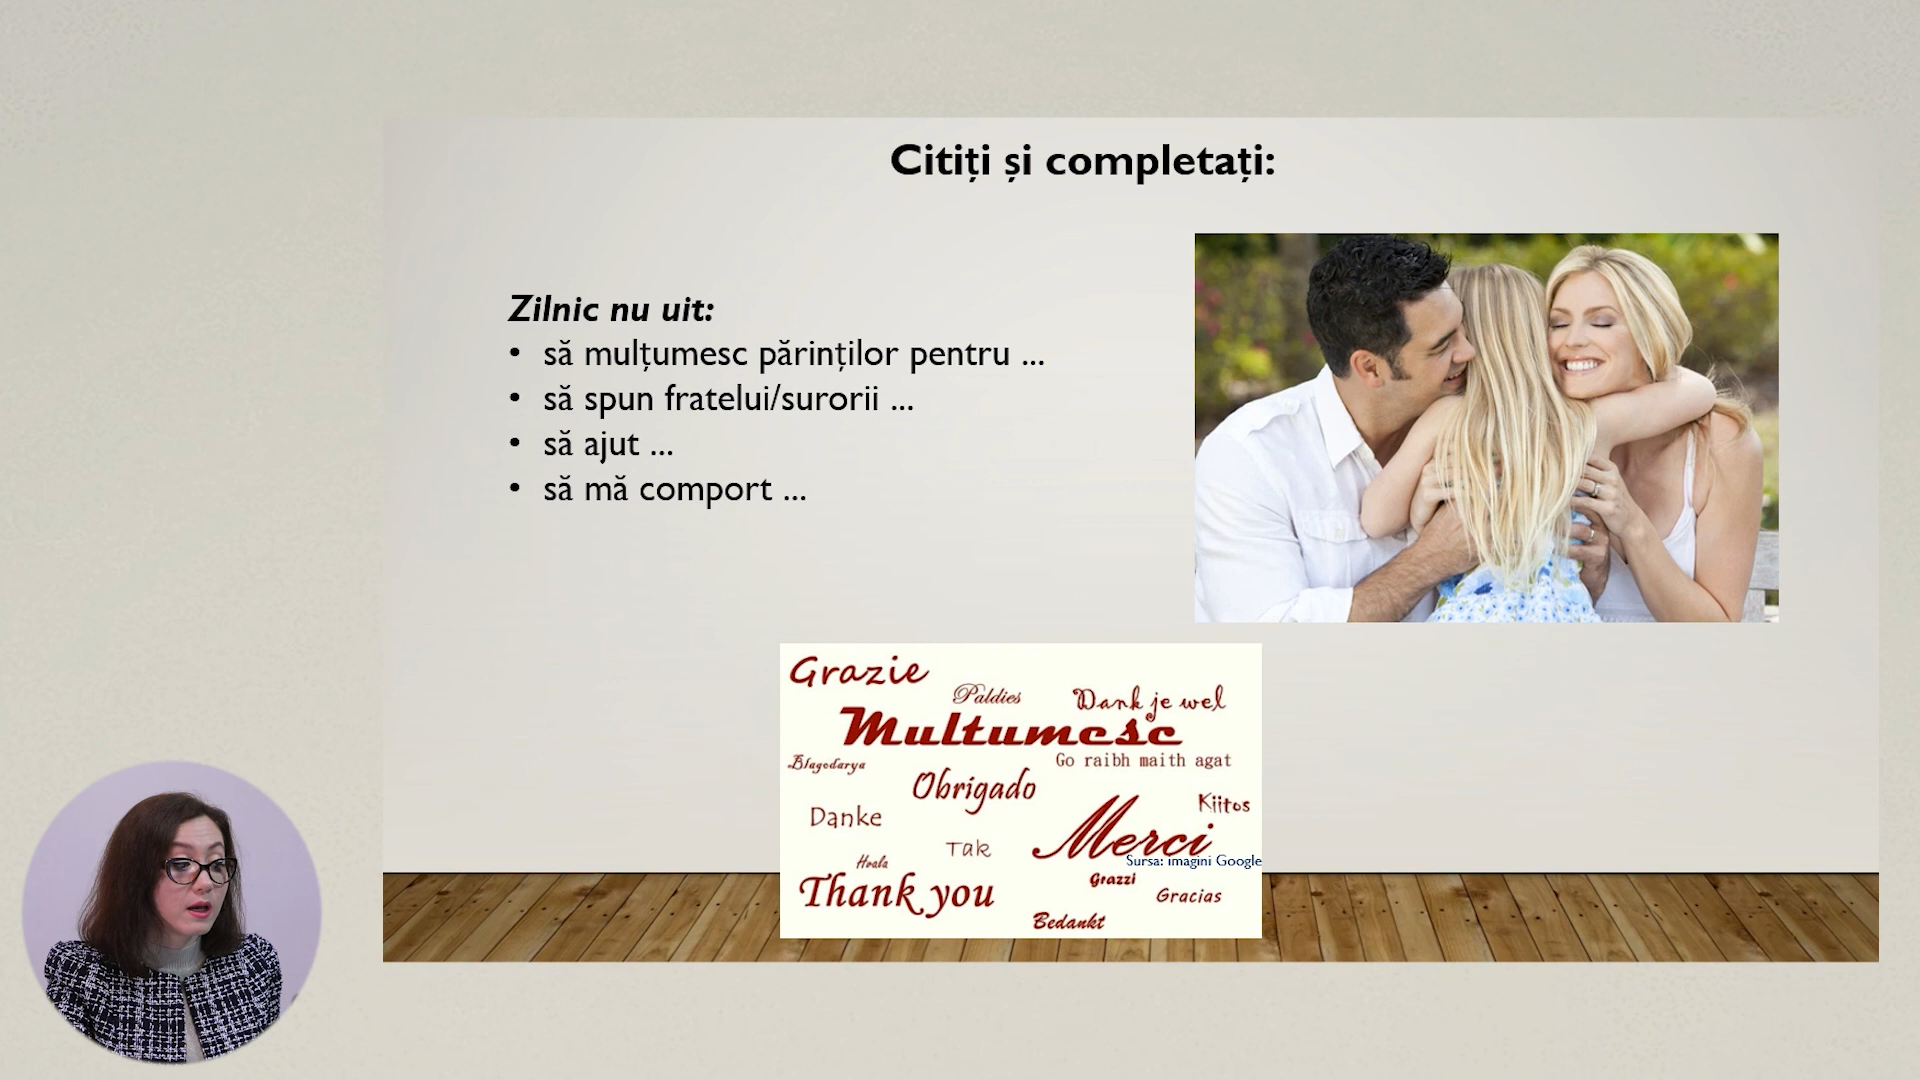 Citiți și completați:
Zilnic nu uit:
• să mulțumesc părinților pentru ...
• să spun fratelui/surorii ...
• să ajut ...
• să mă comport ...
Grazie
Paldies
Dank je wel
Multumesc
Blagodarya
Go raibh maith agat
Obrigado
Kiitos
Danke
Merci
Tak
Sursa: imagini Google
Hvala
Grazzi
Thank you
Gracias
Bedankt